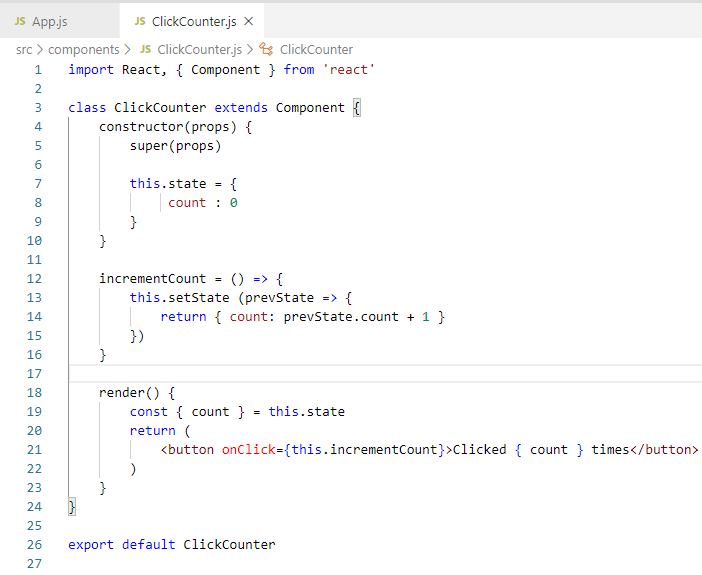 JS App.js JS ClickCounter.js ×
src > components > JS ClickCounter.js > ClickCounter
1 import React, { Component } from 'react'
2
3 class ClickCounter extends Component {
4     constructor(props) {
5         super(props)
6
7         this.state = {
8              count : 0
9         }
10     }
11
12     incrementCount = () => {
13         this.setState (prevState => {
14             return { count: prevState.count + 1 }
15         })
16     }
17
18     render() {
19         const { count } = this.state
20         return (
21             <button onClick={this.incrementCount}>Clicked { count } times</button>
22         )
23     }
24 }
25
26 export default ClickCounter
27